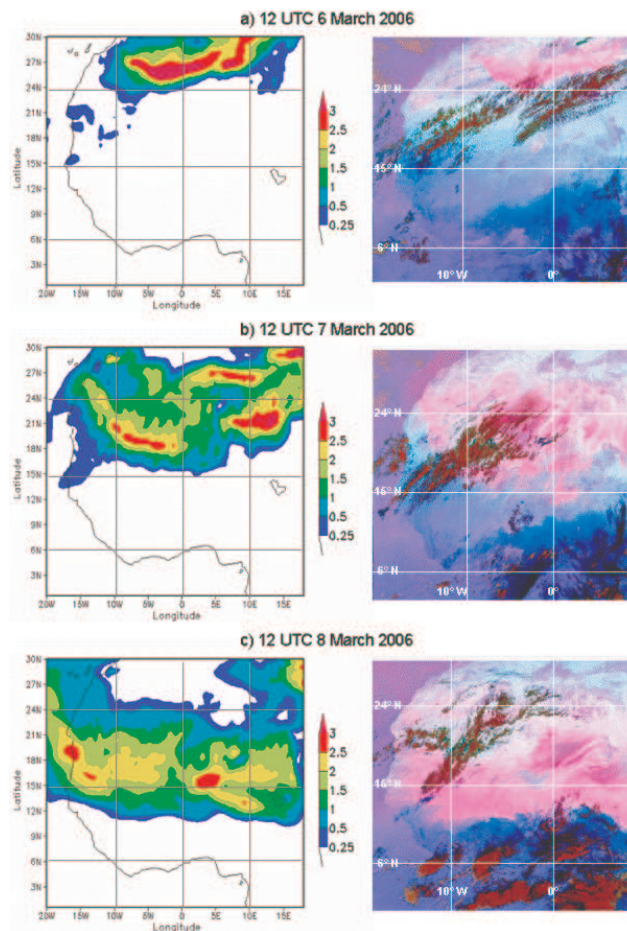 a) 12 UTC 6 March 2006
30N
27N
24N
21N
18N
15N
12N
9N
6N
3N
Latitude
20W 15W 10W 5W 0 5E 10E 15E
Longitude
3
2.5
2
1.5
1
0.5
0.25
24° N
15° N
6° N
10° W 0°
b) 12 UTC 7 March 2006
30N
27N
24N
21N
18N
15N
12N
9N
6N
3N
Latitude
20W 15W 10W 5W 0 5E 10E 15E
Longitude
3
2.5
2
1.5
1
0.5
0.25
24° N
16° N
6° N
10° W 0°
c) 12 UTC 8 March 2006
30N
27N
24N
21N
18N
15N
12N
9N
6N
3N
Latitude
20W 15W 10W 5W 0 5E 10E 15E
Longitude
3
2.5
2
1.5
1
0.5
0.25
24° N
16° N
6° N
10° W 0°